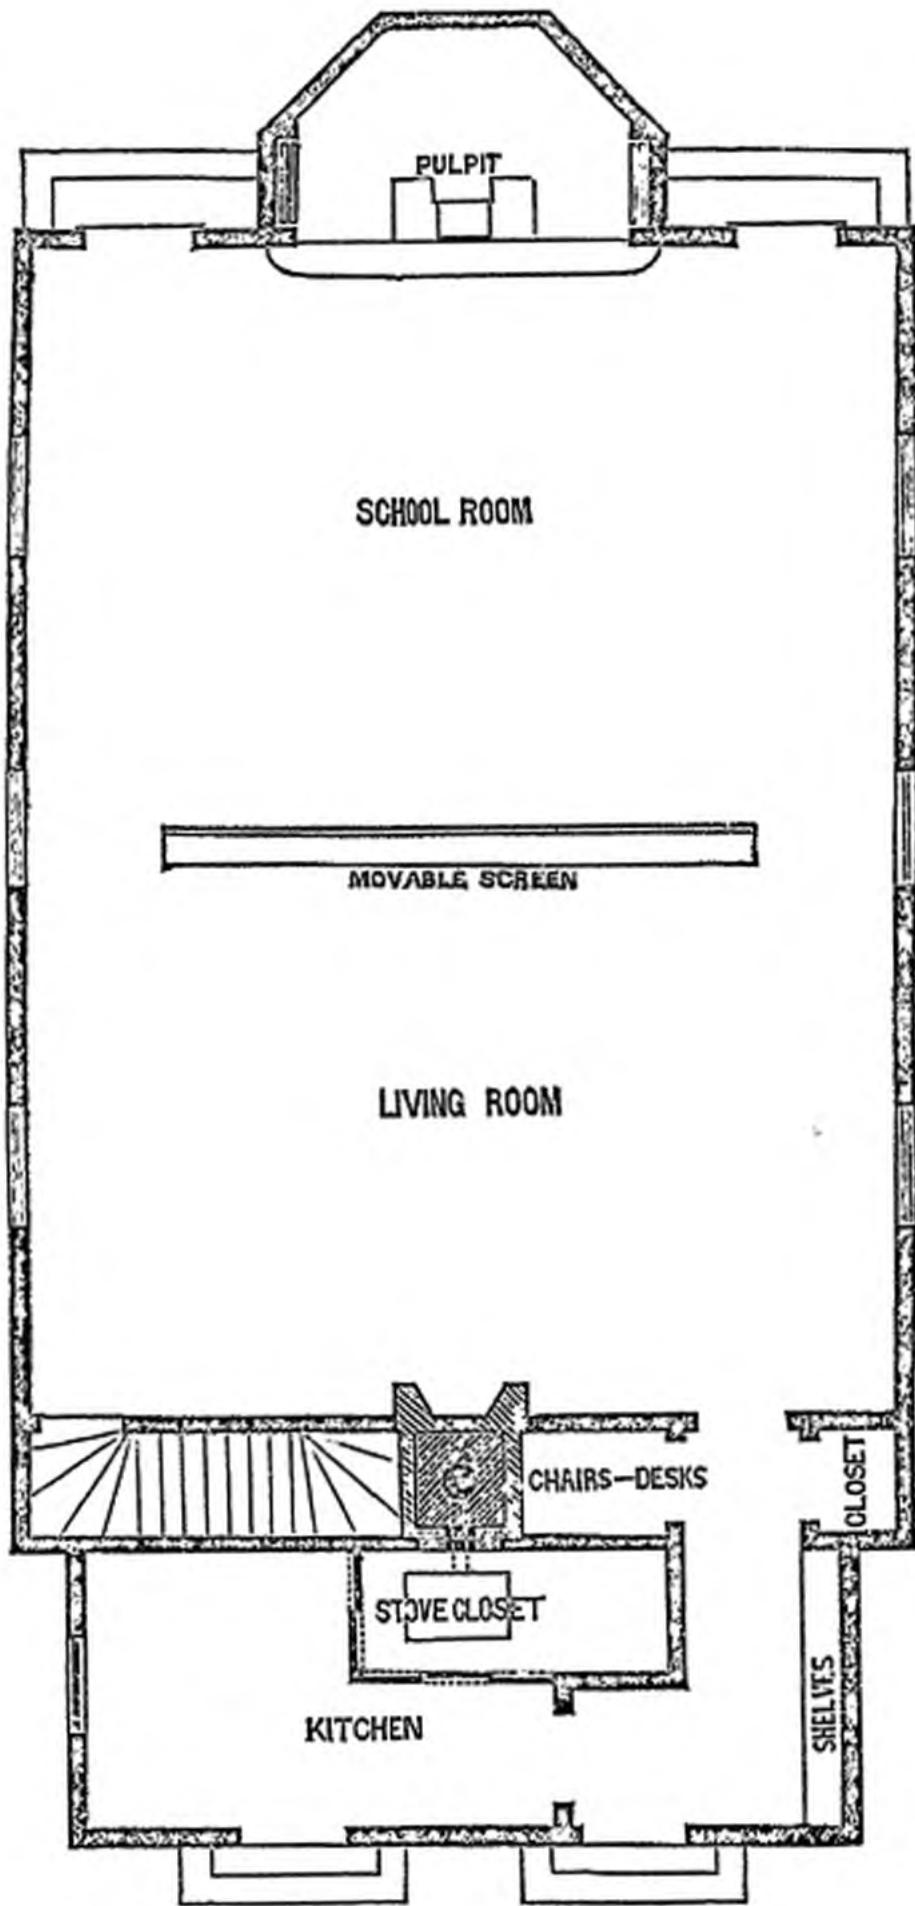 PULPIT
SCHOOL ROOM
MOVABLE SCREEN
LIVING ROOM
CHAIRS—DESKS
CLOSET
STOVE CLOSET
SHELVES
KITCHEN